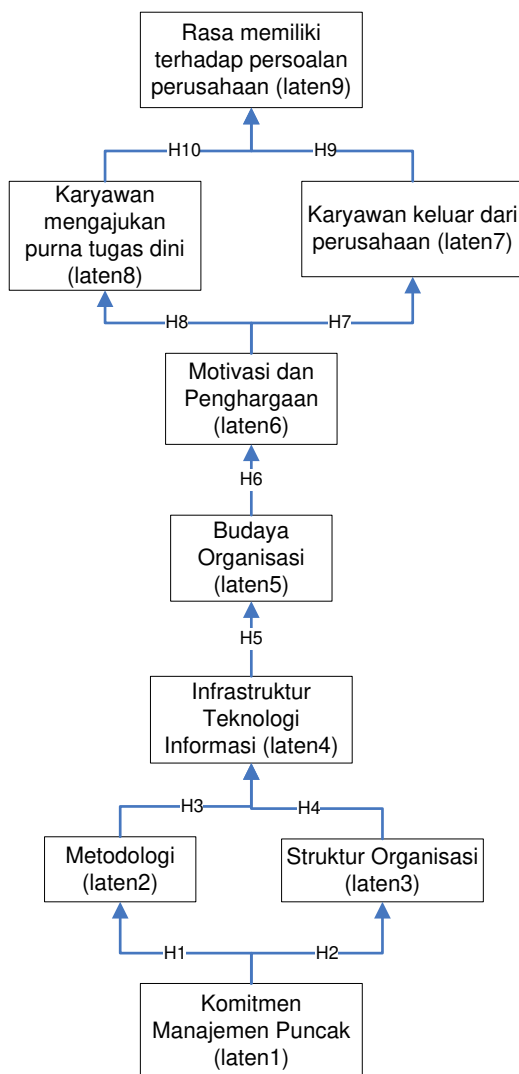 Rasa memiliki
terhadap persoalan
perusahaan (laten9)
H10
H9
Karyawan
mengajukan
purna tugas dini
(laten8)
Karyawan keluar dari
perusahaan (laten7)
H8
H7
Motivasi dan
Penghargaan
(laten6)
H6
Budaya
Organisasi
(laten5)
H5
Infrastruktur
Teknologi
Informasi (laten4)
H3
H4
Metodologi
(laten2)
Struktur Organisasi
(laten3)
H1
H2
Komitmen
Manajemen Puncak
(laten1)